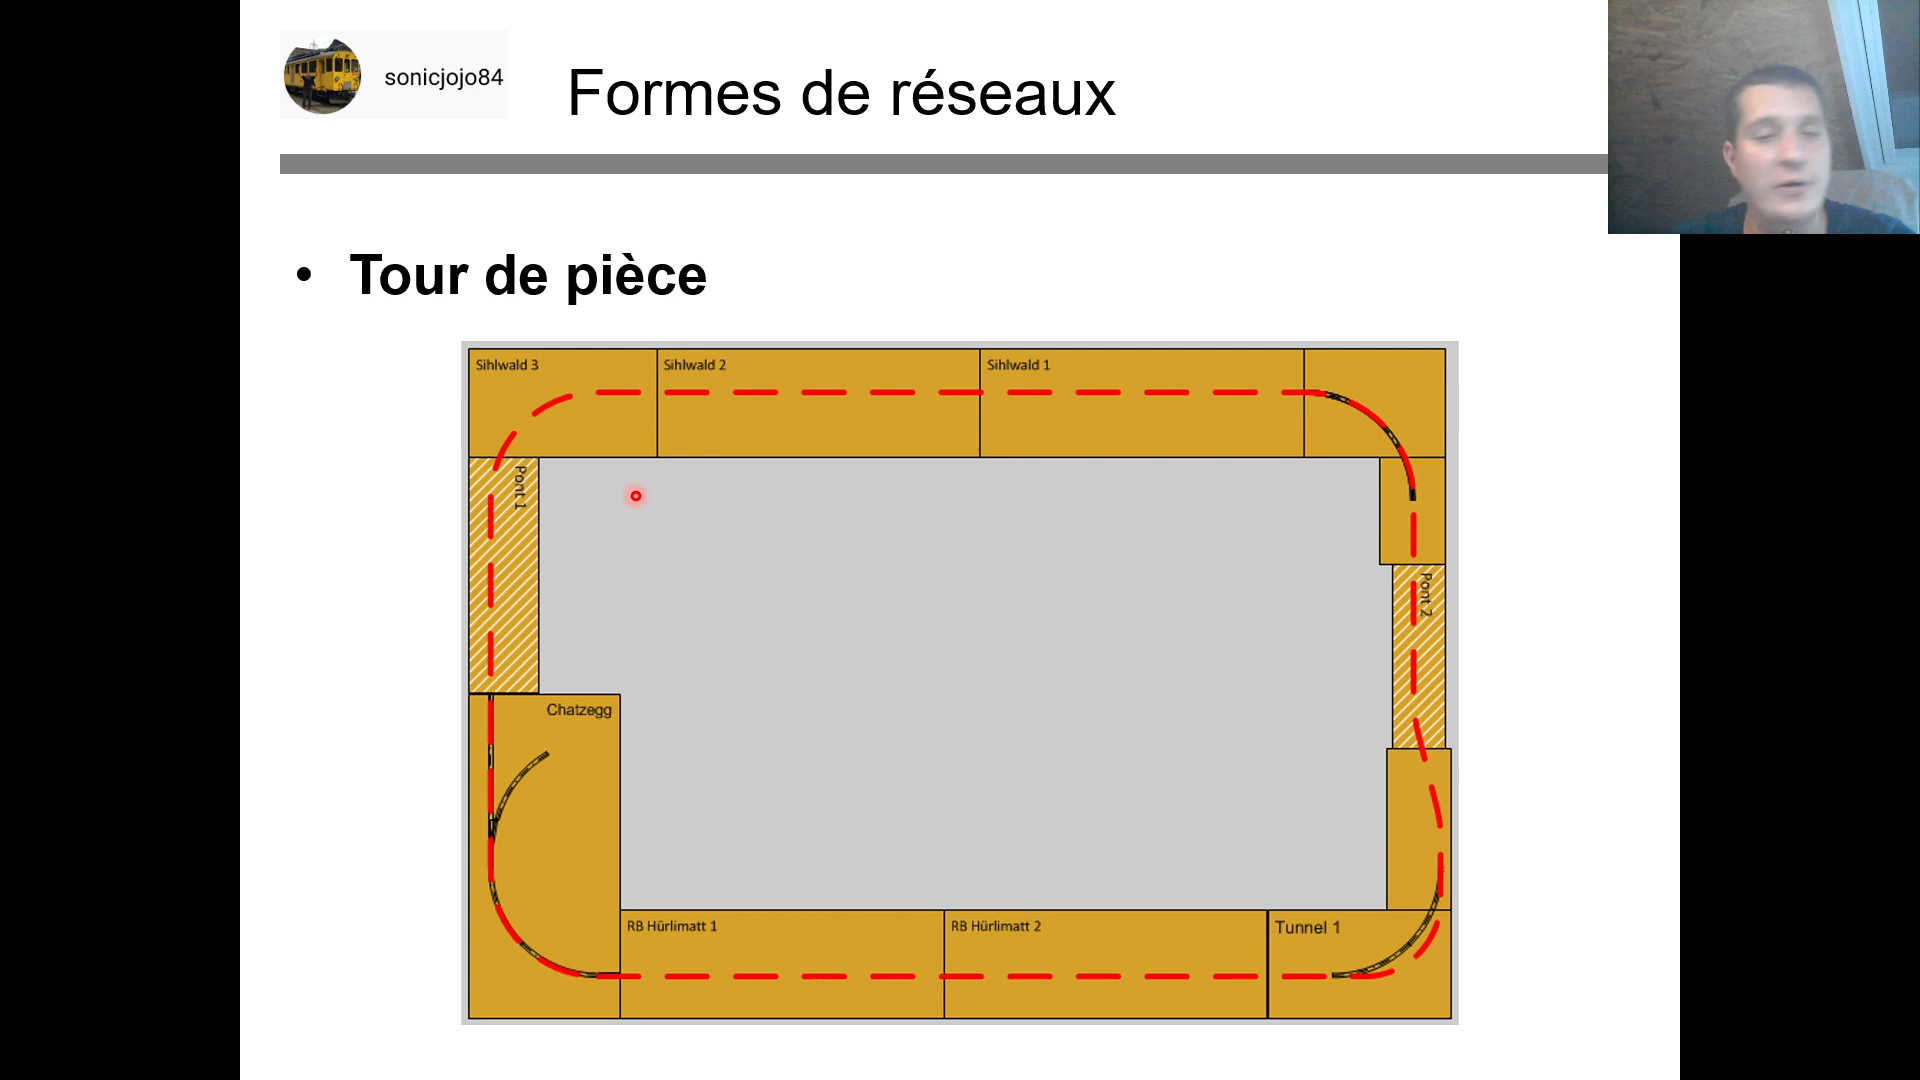 sonicjojo84
Formes de réseaux
• Tour de pièce
Sihlwald 3
Sihlwald 2
Sihlwald 1
Pont 1
Pont 2
Chatzegg
RB Hürlimatt 1
RB Hürlimatt 2
Tunnel 1